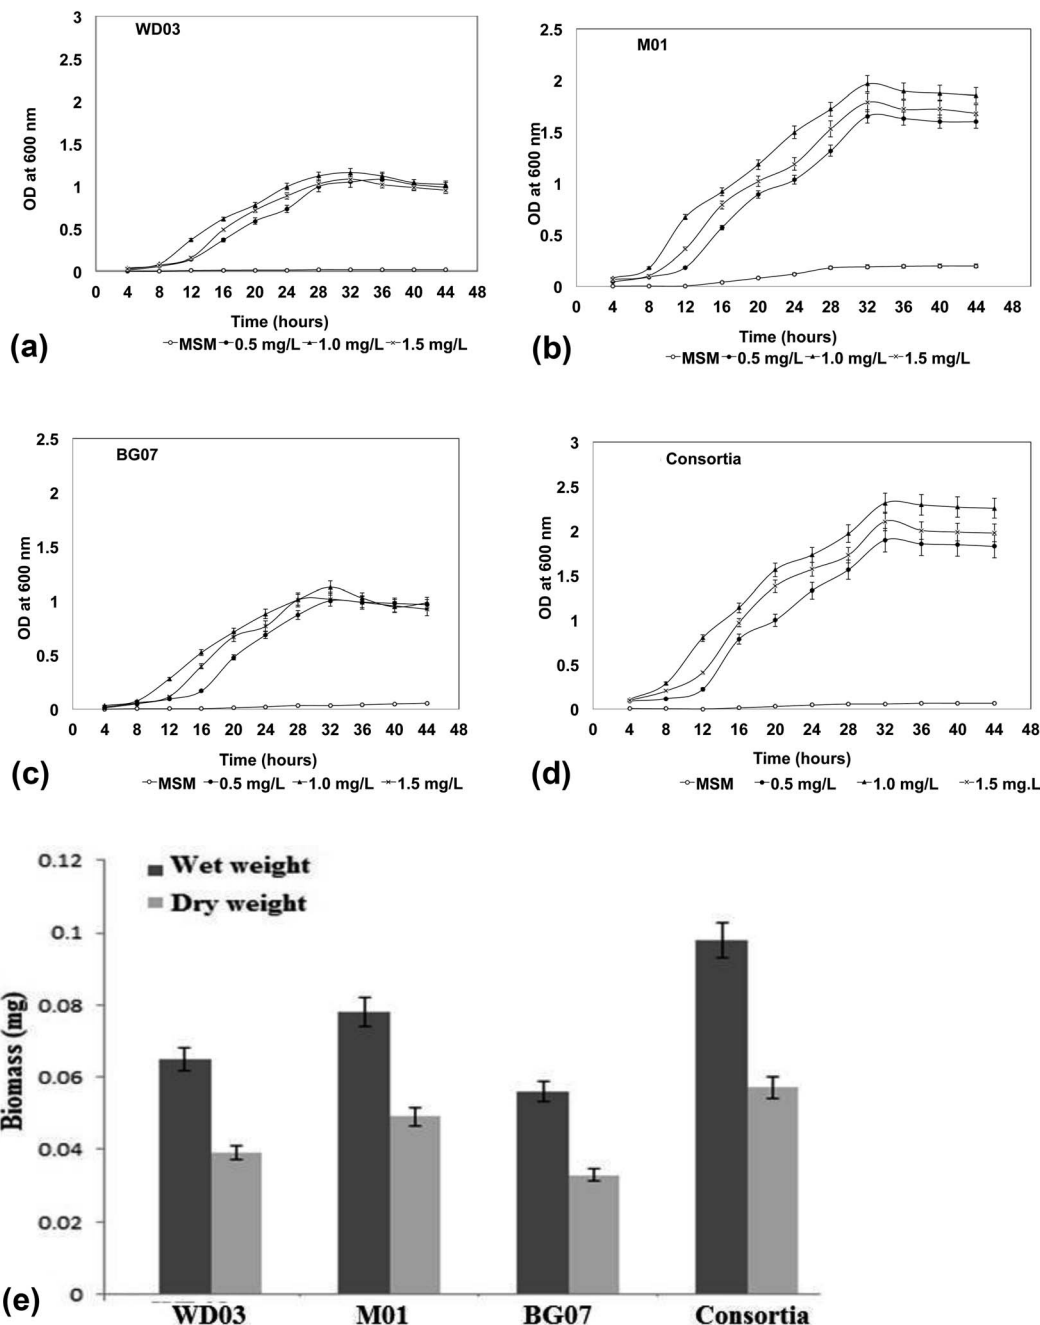 WD03
3
2.5
2
1.5
1
0.5
0
OD at 600 nm
0 4 8 12 16 20 24 28 32 36 40 44 48
Time (hours)
MSM 0.5 mg/L 1.0 mg/L 1.5 mg/L
(a)
M01
2.5
2
1.5
1
0.5
0
OD at 600 nm
0 4 8 12 16 20 24 28 32 36 40 44 48
Time (hours)
MSM 0.5 mg/L 1.0 mg/L 1.5 mg/L
(b)
BG07
2.5
2
1.5
1
0.5
0
OD at 600 nm
0 4 8 12 16 20 24 28 32 36 40 44 48
Time (hours)
MSM 0.5 mg/L 1.0 mg/L 1.5 mg/L
(c)
Consortia
3
2.5
2
1.5
1
0.5
0
OD at 600 nm
0 4 8 12 16 20 24 28 32 36 40 44 48
Time (hours)
MSM 0.5 mg/L 1.0 mg/L 1.5 mg.L
(d)
Wet weight
Dry weight
0.12
0.1
0.08
0.06
0.04
0.02
0
Biomass (mg)
WD03 M01 BG07 Consortia
(e)